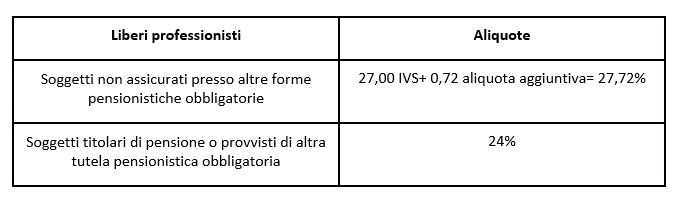 Liberi professionisti
Aliquote
Soggetti non assicurati presso altre forme
pensionistiche obbligatorie
27,00 IVS+ 0,72 aliquota aggiuntiva= 27,72%
Soggetti titolari di pensione o provvisti di altra
tutela pensionistica obbligatoria
24%